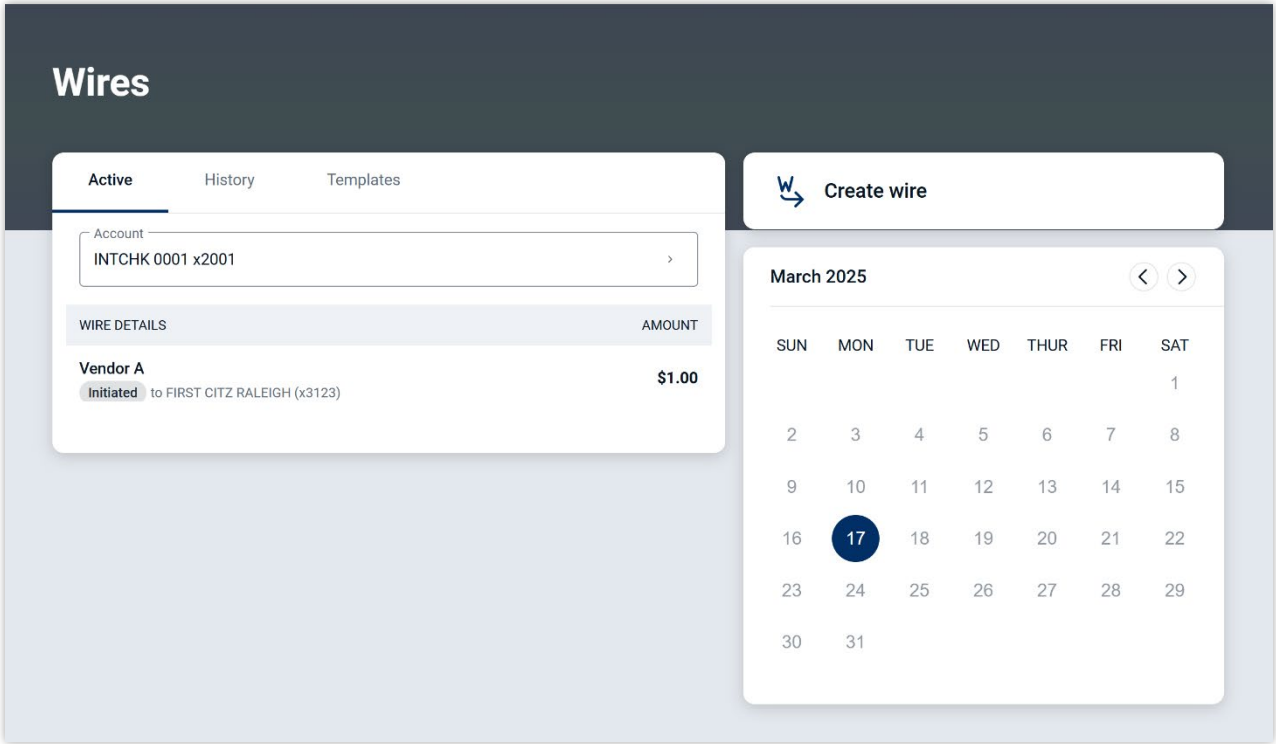 Wires
Active History Templates
Account
INTCHK 0001 x2001
WIRE DETAILS AMOUNT
Vendor A
$1.00
Initiated to FIRST CITZ RALEIGH (x3123)
Create wire
March 2025
SUN MON TUE WED THUR FRI SAT
1
2 3 4 5 6 7 8
9 10 11 12 13 14 15
16 17 18 19 20 21 22
23 24 25 26 27 28 29
30 31